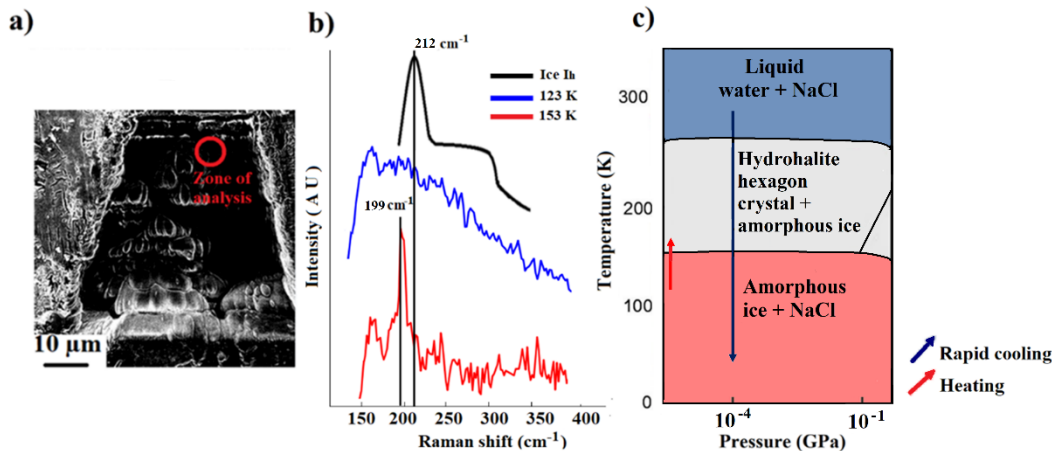 a)
Zone of
analysis
10 µm
b)
212 cm⁻¹
Ice Iₕ
123 K
153 K
199 cm⁻¹
Intensity ( A U )
150 200 250 300 350 400
Raman shift (cm⁻¹)
c)
Liquid
water + NaCl
Hydrohalite
hexagon
crystal +
amorphous ice
Amorphous
ice + NaCl
Temperature (K)
300
200
100
0
10⁻⁴ 10⁻¹
Pressure (GPa)
Rapid cooling
Heating